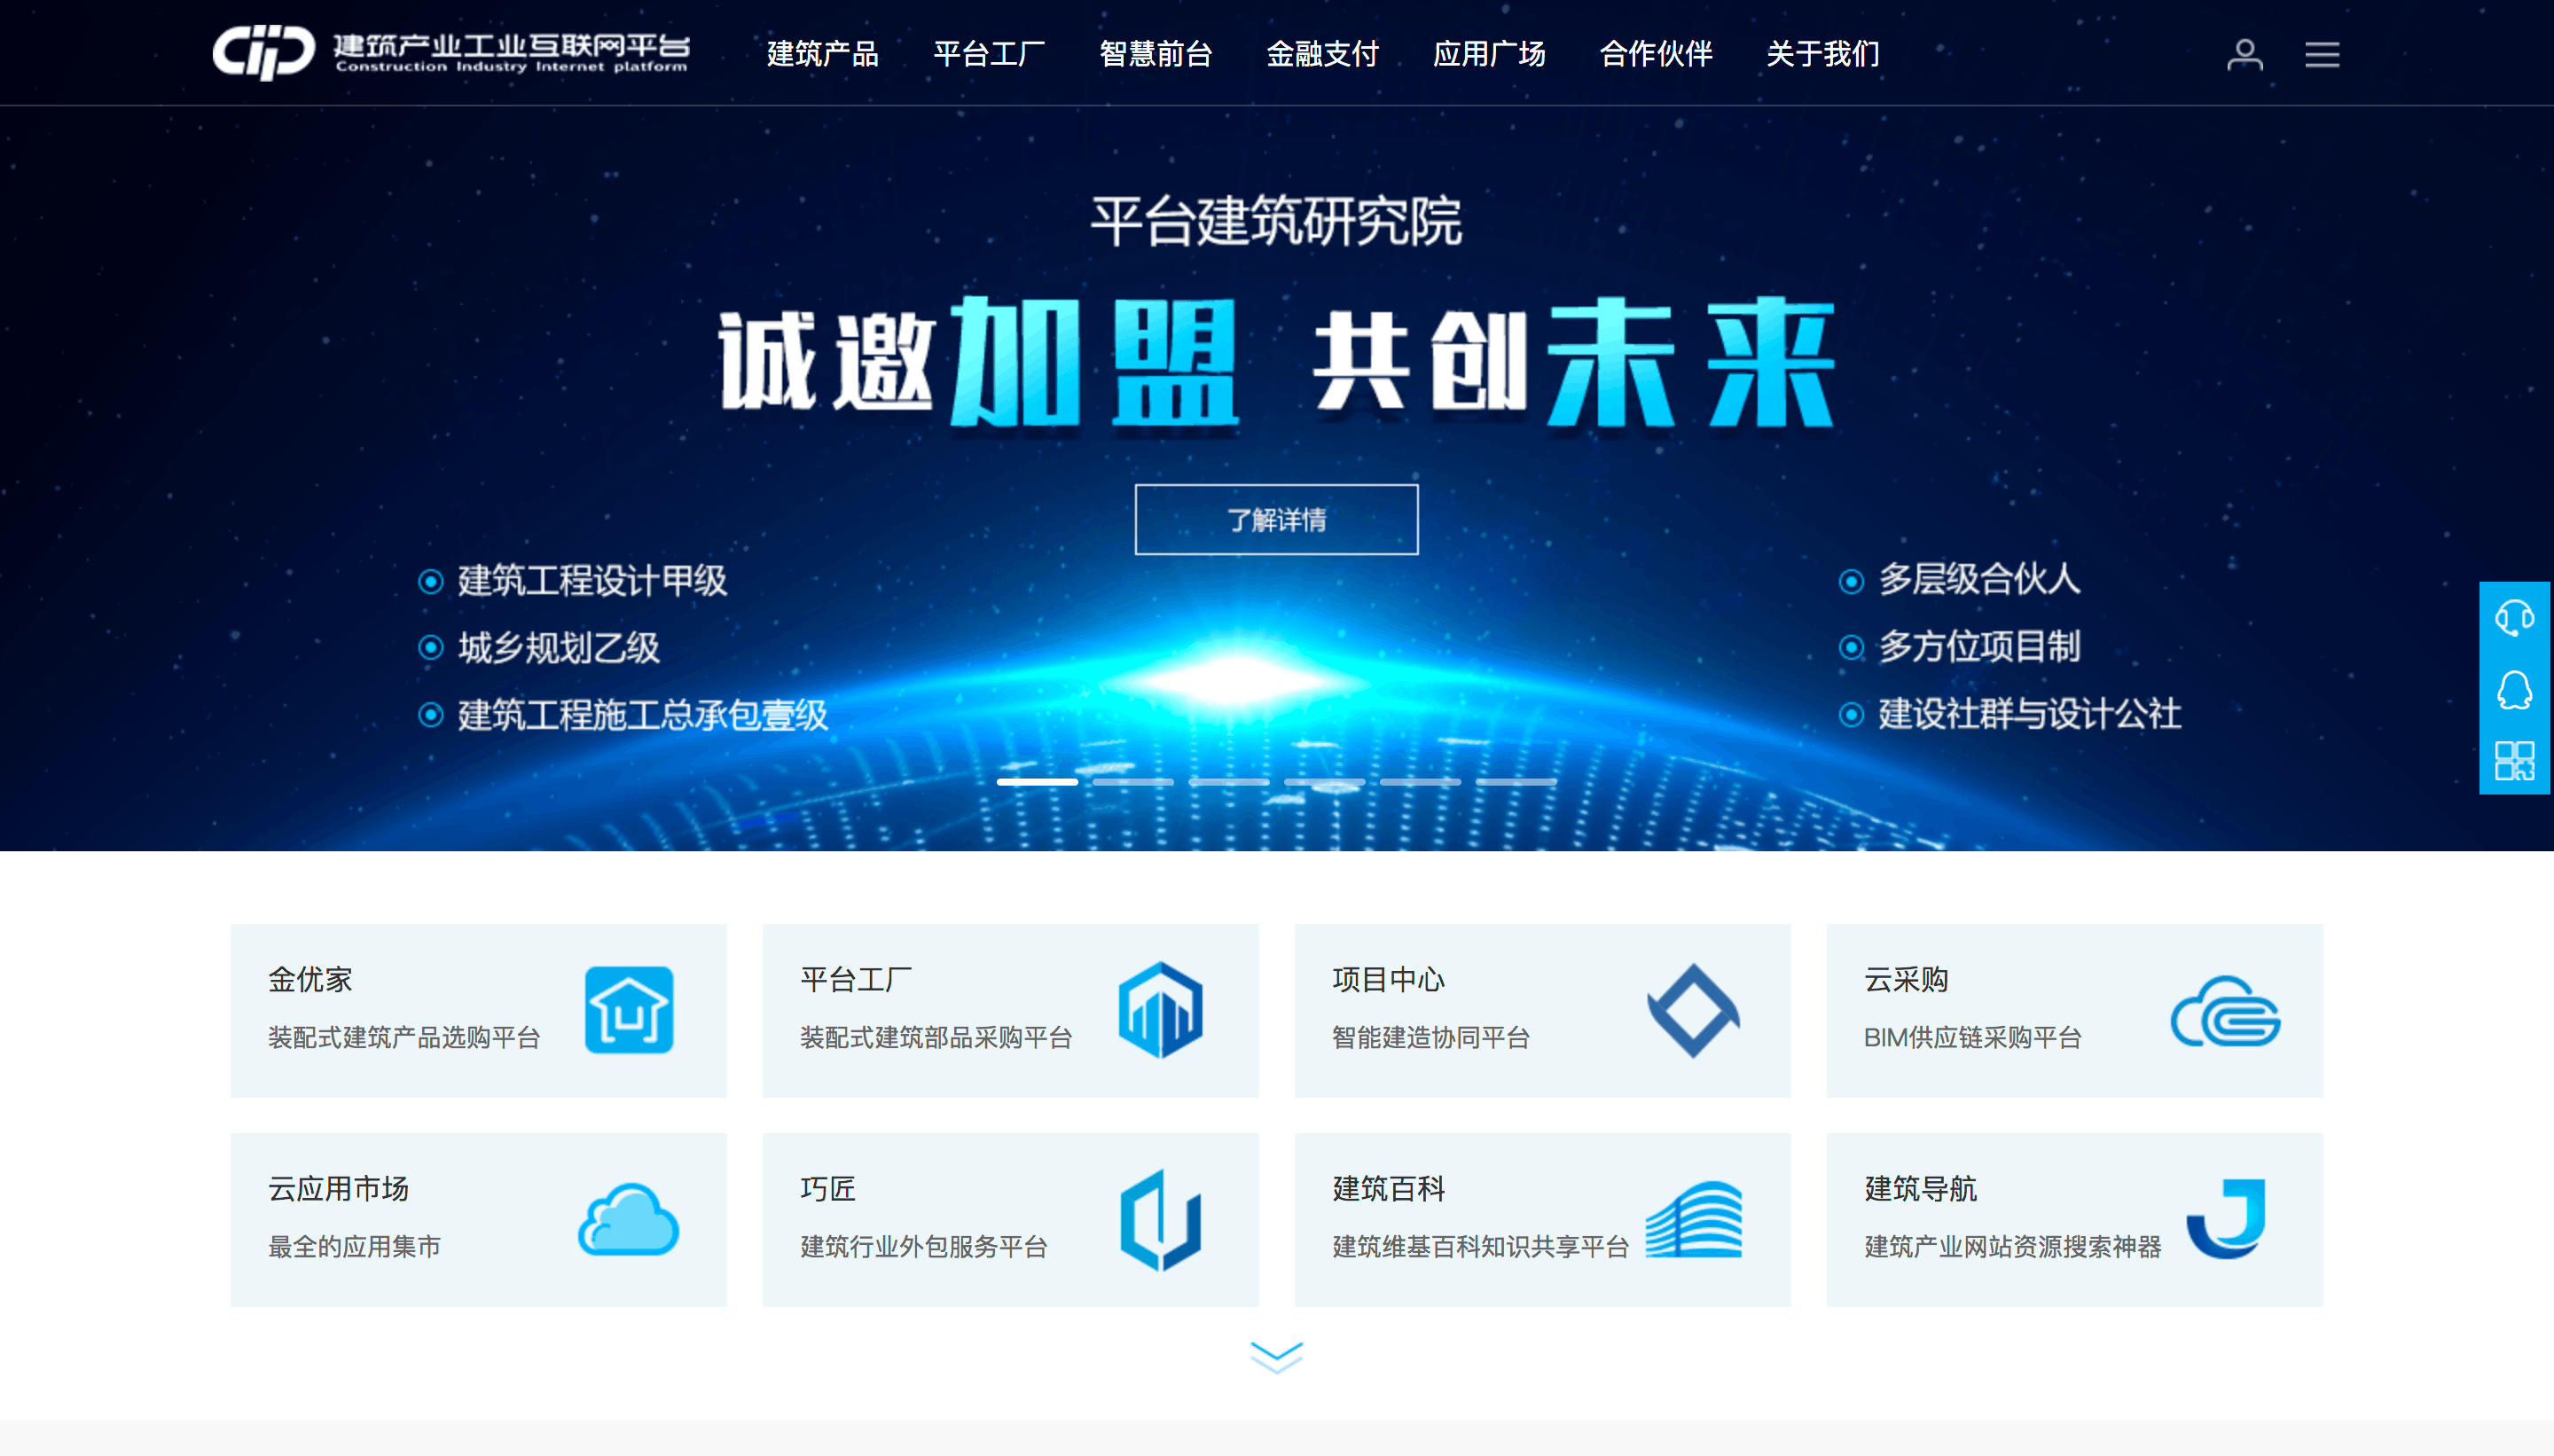 建筑产业工业互联网平台
Construction Industry Internet platform
建筑产品 平台工厂 智慧前台 金融支付 应用广场 合作伙伴 关于我们
平台建筑研究院
诚邀加盟 共创未来
了解详情
建筑工程设计甲级
城乡规划乙级
建筑工程施工总承包壹级
多层级合伙人
多方位项目制
建设社群与设计公社
金优家
装配式建筑产品选购平台
平台工厂
装配式建筑部品采购平台
项目中心
智能建造协同平台
云采购
BIM供应链采购平台
云应用市场
最全的应用集市
巧匠
建筑行业外包服务平台
建筑百科
建筑维基百科知识共享平台
建筑导航
建筑产业网站资源搜索神器